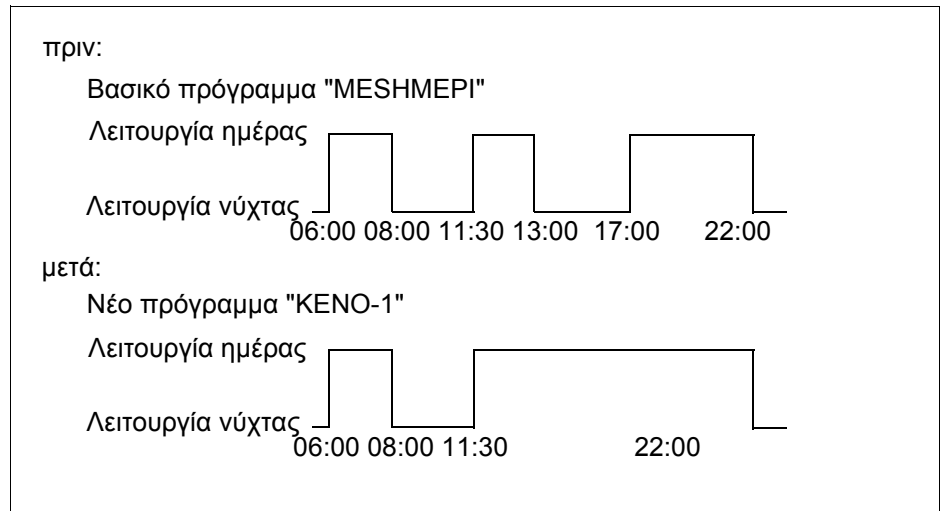 πριν:
Βασικό πρόγραμμα "MESHMEPI"
Λειτουργία ημέρας
Λειτουργία νύχτας
06:00 08:00 11:30 13:00 17:00 22:00
μετά:
Νέο πρόγραμμα "KENO-1"
Λειτουργία ημέρας
Λειτουργία νύχτας
06:00 08:00 11:30 22:00